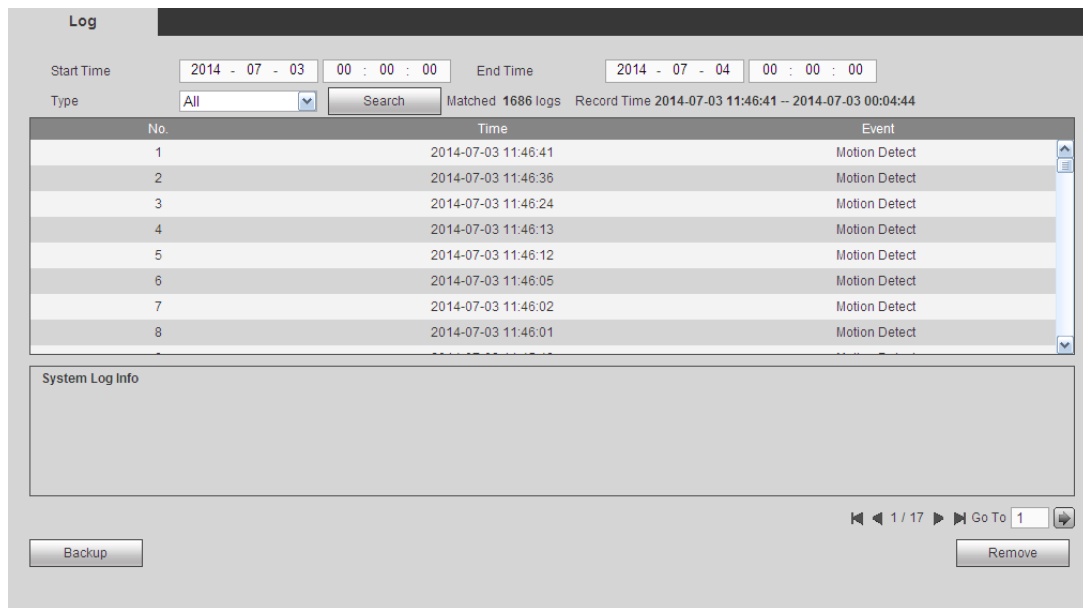 Log
Start Time 2014 - 07 - 03 00 : 00 : 00 End Time 2014 - 07 - 04 00 : 00 : 00
Type All Search Matched 1686 logs Record Time 2014-07-03 11:46:41 -- 2014-07-03 00:04:44
No. Time Event
1 2014-07-03 11:46:41 Motion Detect
2 2014-07-03 11:46:36 Motion Detect
3 2014-07-03 11:46:24 Motion Detect
4 2014-07-03 11:46:13 Motion Detect
5 2014-07-03 11:46:12 Motion Detect
6 2014-07-03 11:46:05 Motion Detect
7 2014-07-03 11:46:02 Motion Detect
8 2014-07-03 11:46:01 Motion Detect
System Log Info
1 / 17 Go To 1
Backup Remove